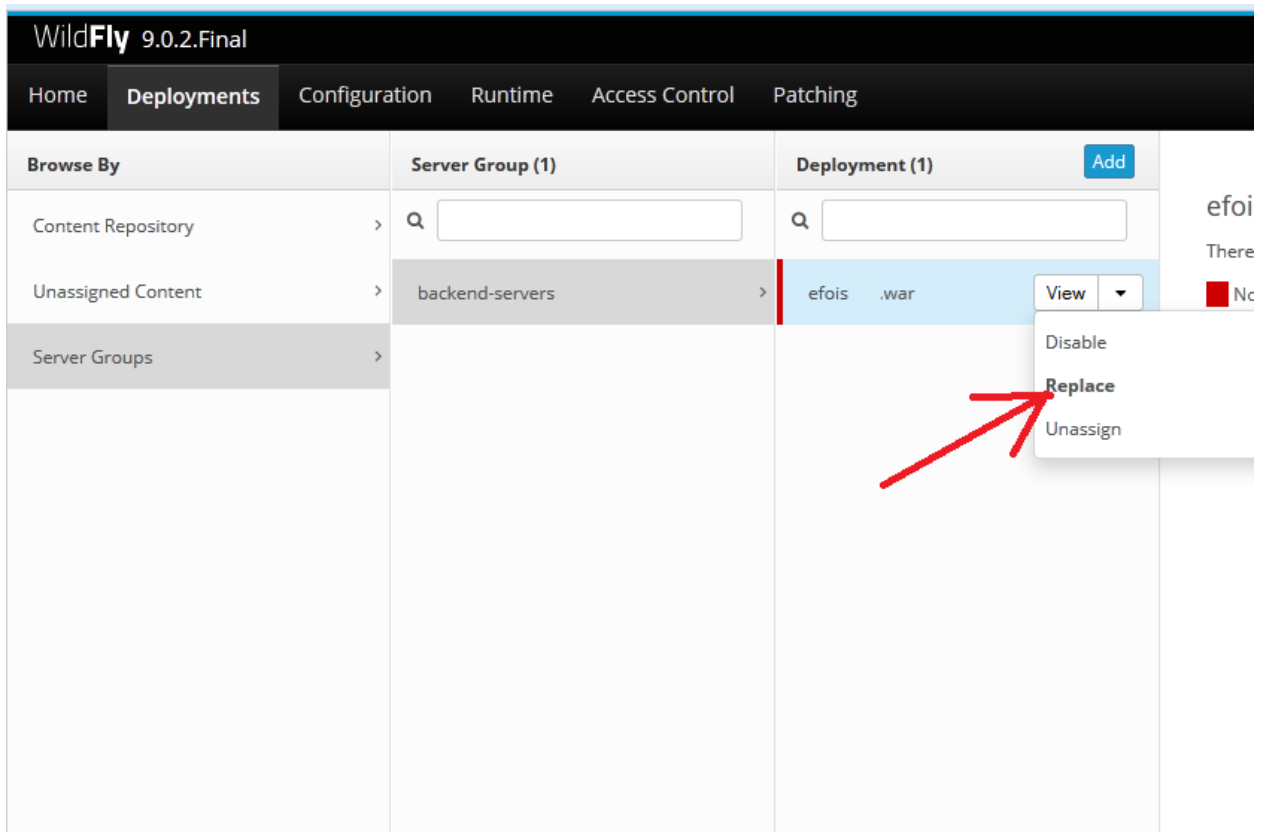 WildFly 9.0.2.Final
Home Deployments Configuration Runtime Access Control Patching
Browse By
Content Repository
Unassigned Content
Server Groups
Server Group (1)
backend-servers
Deployment (1) Add
efois .war View
Disable
Replace
Unassign
efoi
There
No